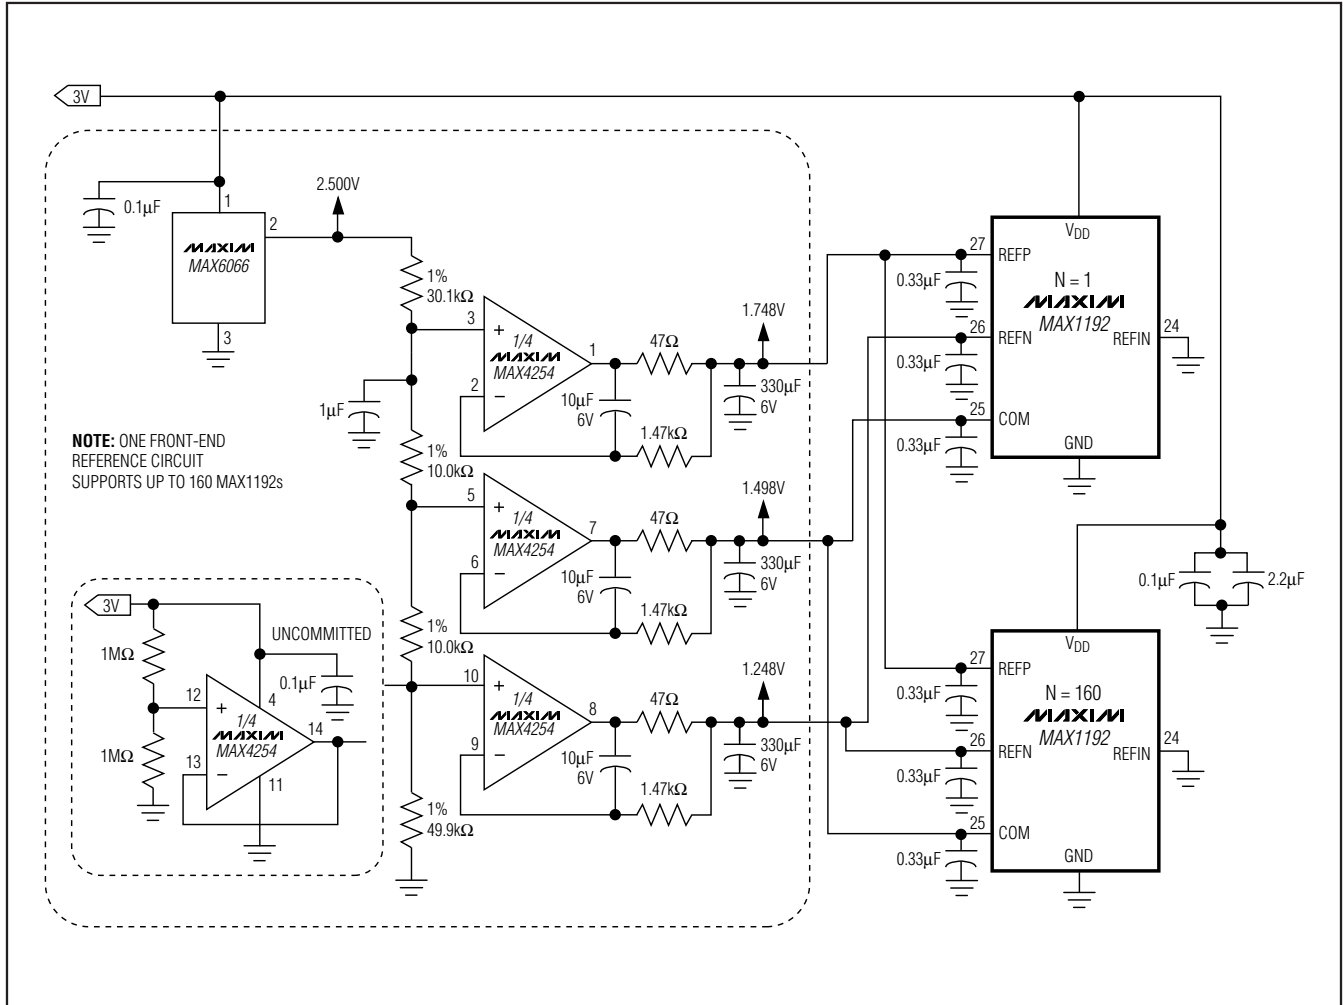 3V
0.1µF
1
2
MAXIM
MAX6066
3
2.500V
1%
30.1kΩ
1µF
1%
10.0kΩ
1%
10.0kΩ
1%
49.9kΩ
NOTE: ONE FRONT-END
REFERENCE CIRCUIT
SUPPORTS UP TO 160 MAX1192s
3V
UNCOMMITTED
1MΩ
1MΩ
0.1µF
12
13
4
+
−
1/4
MAXIM
MAX4254
14
11
3
2
+
−
1/4
MAXIM
MAX4254
1
47Ω
10µF
6V
1.47kΩ
1.748V
330µF
6V
5
6
+
−
1/4
MAXIM
MAX4254
7
47Ω
10µF
6V
1.47kΩ
1.498V
330µF
6V
10
9
+
−
1/4
MAXIM
MAX4254
8
47Ω
10µF
6V
1.47kΩ
1.248V
330µF
6V
VDD
27
REFP
0.33µF
N = 1
MAXIM
MAX1192
26
REFN
0.33µF
REFIN
24
25
COM
0.33µF
GND
0.1µF
2.2µF
VDD
27
REFP
0.33µF
N = 160
MAXIM
MAX1192
26
REFN
0.33µF
REFIN
24
25
COM
0.33µF
GND